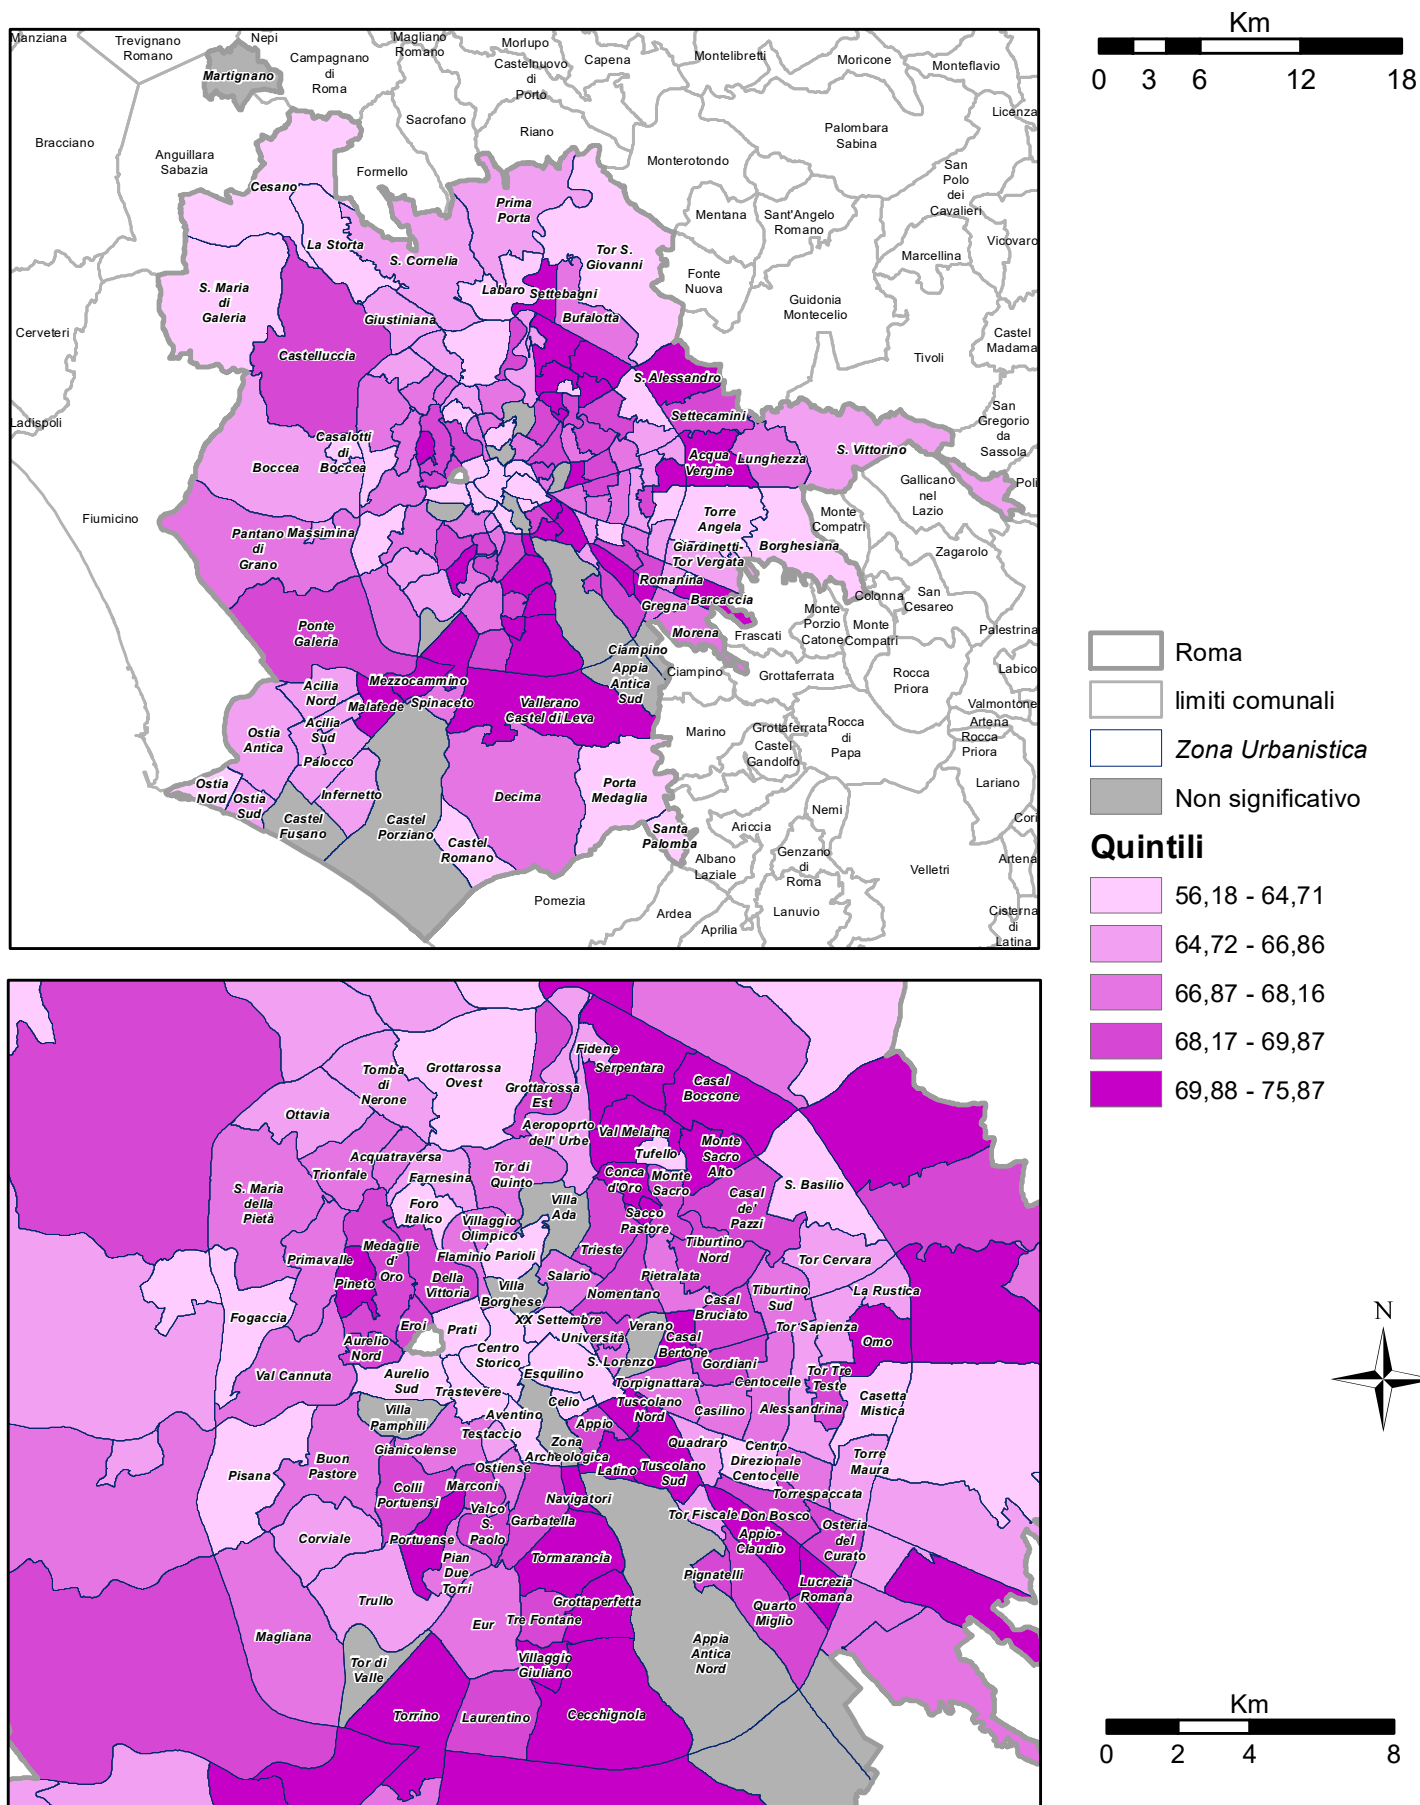 Manziana
Trevignano
Romano
Nepi
Magliano
Romano
Morlupo
Castelnuovo
di
Porto
Capena
Montelibretti
Moricone
Monteflavio
Martignano
Campagnano
di
Roma
Bracciano
Anguillara
Sabazia
Sacrofano
Riano
Formello
Monterotondo
Palombara
Sabina
Licenza
San
Polo
dei
Cavalieri
Cesano
La Storta
S. Cornelia
Prima
Porta
Mentana
Sant'Angelo
Romano
Vicovaro
Marcellina
Tor S.
Giovanni
Fonte
Nuova
Guidonia
Montecelio
S. Maria
di
Galeria
Labaro
Settebagni
Bufalotta
Giustiniana
Castelluccia
Cerveteri
Castel
Madama
Tivoli
S. Alessandro
Settecamini
San
Gregorio
da
Sassola
Ladispoli
Casalotti
di
Boccea
Boccea
Acqua
Vergine
Lunghezza
S. Vittorino
Gallicano
nel
Lazio
Poli
Fiumicino
Pantano
di
Grano
Massimina
Torre
Angela
Monte
Compatri
Giardinetti-
Tor Vergata
Borghesiana
Zagarolo
Romanina
Gregna
Barcaccia
Colonna
San
Cesareo
Ponte
Galeria
Morena
Frascati
Monte
Porzio
Catone
Monte
Compatri
Palestrina
Ciampino
Appia
Antica
Sud
Ciampino
Grottaferrata
Rocca
Priora
Labico
Valmontone
Acilia
Nord
Mezzocammino
Malafede
Spinaceto
Vallerano
Castel di Leva
Acilia
Sud
Ostia
Antica
Palocco
Marino
Grottaferrata
Castel
Gandolfo
Rocca
di
Papa
Artena
Rocca
Priora
Lariano
Ostia
Nord
Ostia
Sud
Infernetto
Castel
Fusano
Castel
Porziano
Decima
Porta
Medaglia
Castel
Romano
Santa
Palomba
Nemi
Ariccia
Albano
Laziale
Genzano
di
Roma
Velletri
Cori
Artena
Pomezia
Ardea
Aprilia
Lanuvio
Cisterna
di
Latina
Km
0 3 6 12 18
Roma
limiti comunali
Zona Urbanistica
Non significativo
Quintili
56,18 - 64,71
64,72 - 66,86
66,87 - 68,16
68,17 - 69,87
69,88 - 75,87
Fidene
Serpentara
Grottarossa
Ovest
Tomba
di
Nerone
Grottarossa
Est
Casal
Boccone
Ottavia
Aeropoprto
dell' Urbe
Val Melaina
Tufello
Monte
Sacro
Alto
Acquatraversa
Trionfale
Farnesina
Tor di
Quinto
Conca
d'Oro
Monte
Sacro
S. Basilio
S. Maria
della
Pietà
Foro
Italico
Villa
Ada
Casal
de'
Pazzi
Villaggio
Olimpico
Sacco
Pastore
Primavalle
Medaglie
d'
Oro
Flaminio
Parioli
Trieste
Tiburtino
Nord
Tor Cervara
Pineto
Della
Vittoria
Villa
Borghese
Salario
Nomentano
Pietralata
Tiburtino
Sud
La Rustica
Fogaccia
Eroi
Prati
XX Settembre
Università
Verano
Casal
Bruciato
Tor Sapienza
Omo
Aurelio
Nord
Centro
Storico
Casal
Bertone
S. Lorenzo
Gordiani
Val Cannuta
Aurelio
Sud
Esquilino
Torpignattara
Centocelle
Tor Tre
Teste
Trastevere
Casetta
Mistica
Villa
Pamphili
Aventino
Celio
Tuscolano
Nord
Casilino
Alessandrina
Testaccio
Appio
Gianicolense
Zona
Archeologica
Quadraro
Centro
Direzionale
Centocelle
Torre
Maura
Pisana
Buon
Pastore
Ostiense
Latino
Tuscolano
Sud
Colli
Portuensi
Marconi
Navigatori
Torrespaccata
Valco
S.
Paolo
Garbatella
Tor Fiscale
Don Bosco
Osteria
del
Curato
Corviale
Portuense
Appio-
Claudio
Pian
Due
Torri
Tormarancia
Pignatelli
Lucrezia
Romana
Trullo
Grottaperfetta
Quarto
Miglio
Eur
Tre Fontane
Magliana
Tor di
Valle
Villaggio
Giuliano
Appia
Antica
Nord
Torrino
Laurentino
Cecchignola
N
Km
0 2 4 8